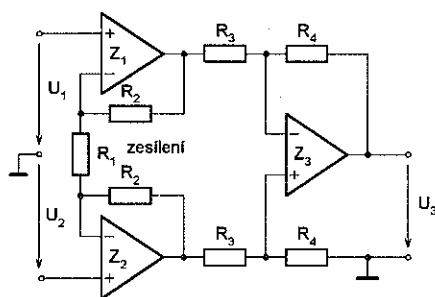 +
Z₁
−
R₃
R₄
U₁
R₂
R₁
zesílení
−
Z₃
+
R₂
U₂
−
Z₂
+
R₃
R₄
U₃